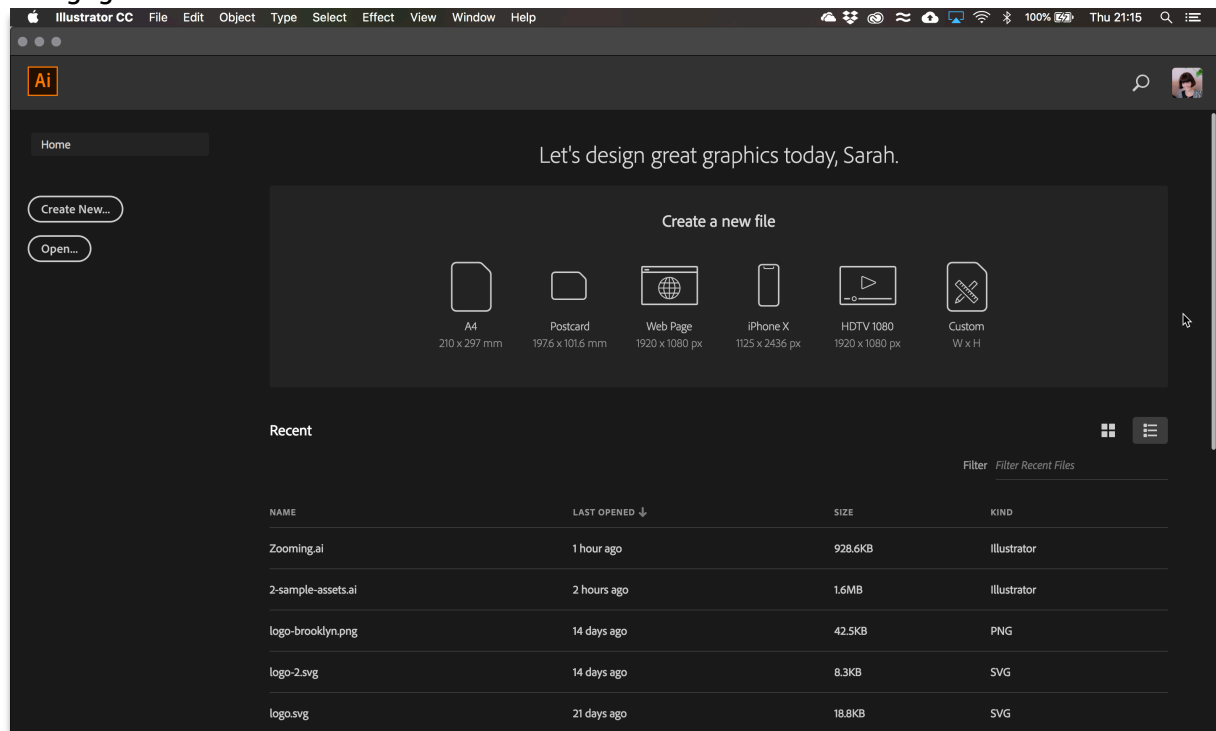 Illustrator CC File Edit Object Type Select Effect View Window Help 100% Thu 21:15
Ai
Home
Let's design great graphics today, Sarah.
Create New...
Create a new file
Open...
A4 Postcard Web Page iPhone X HDTV 1080 Custom
210 x 297 mm 197.6 x 101.6 mm 1920 x 1080 px 1125 x 2436 px 1920 x 1080 px W x H
Recent
Filter Filter Recent Files
NAME LAST OPENED SIZE KIND
Zooming.ai 1 hour ago 928.6KB Illustrator
2-sample-assets.ai 2 hours ago 1.6MB Illustrator
logo-brooklyn.png 14 days ago 42.5KB PNG
logo-2.svg 14 days ago 8.3KB SVG
logo.svg 21 days ago 18.8KB SVG